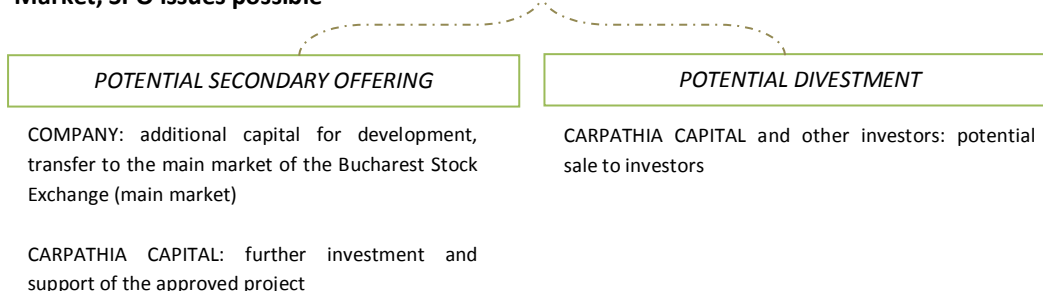 Market, SPO issues possible
POTENTIAL SECONDARY OFFERING
COMPANY: additional capital for development,
transfer to the main market of the Bucharest Stock
Exchange (main market)
CARPATHIA CAPITAL: further investment and
support of the approved project
POTENTIAL DIVESTMENT
CARPATHIA CAPITAL and other investors: potential
sale to investors